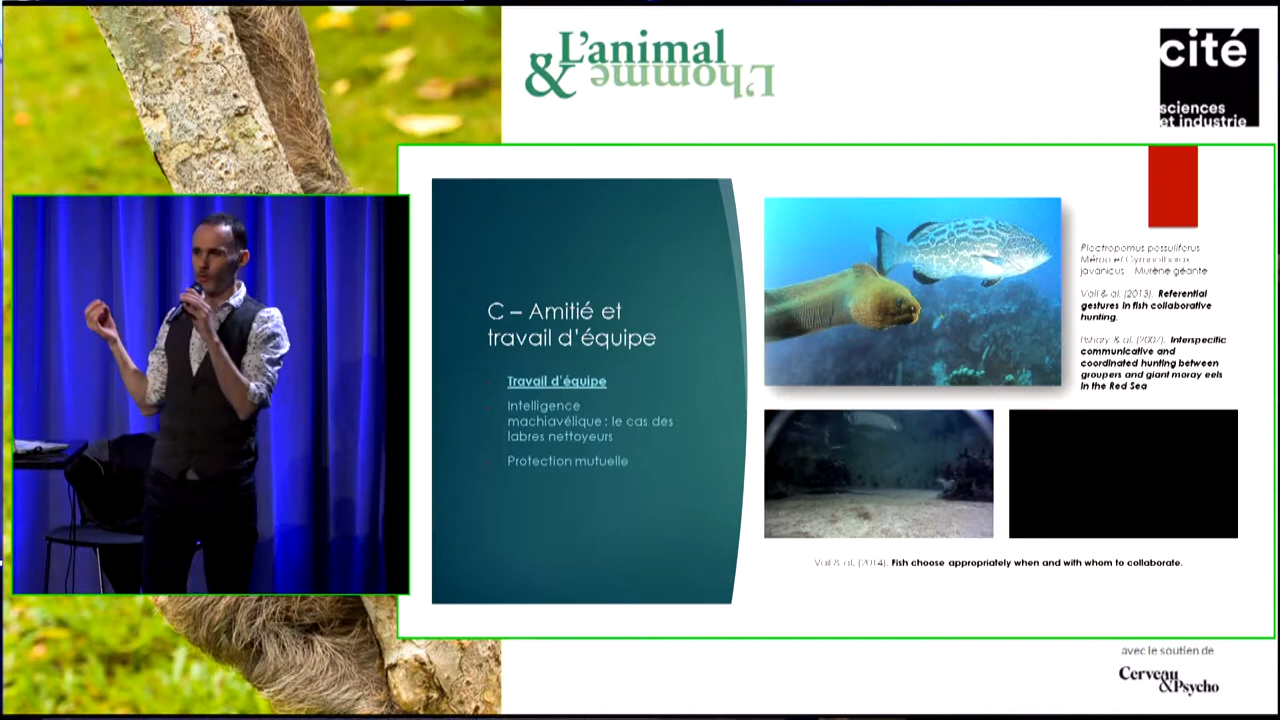 L'animal
& L'homme
cité
sciences
et industrie
C – Amitié et
travail d'équipe
Travail d'équipe
Intelligence
machiavélique : le cas des
labres nettoyeurs
Protection mutuelle
Plectropomus pessuliferus
Mérou et Gymnothorax
javanicus Murène géante
Vail & al. (2013). Referential
gestures in fish collaborative
hunting.
Bshary & al. (2007). Interspecific
communicative and
coordinated hunting between
groupers and giant moray eels
in the Red Sea
Vail & al. (2014). Fish choose appropriately when and with whom to collaborate.
avec le soutien de
Cerveau
&Psycho